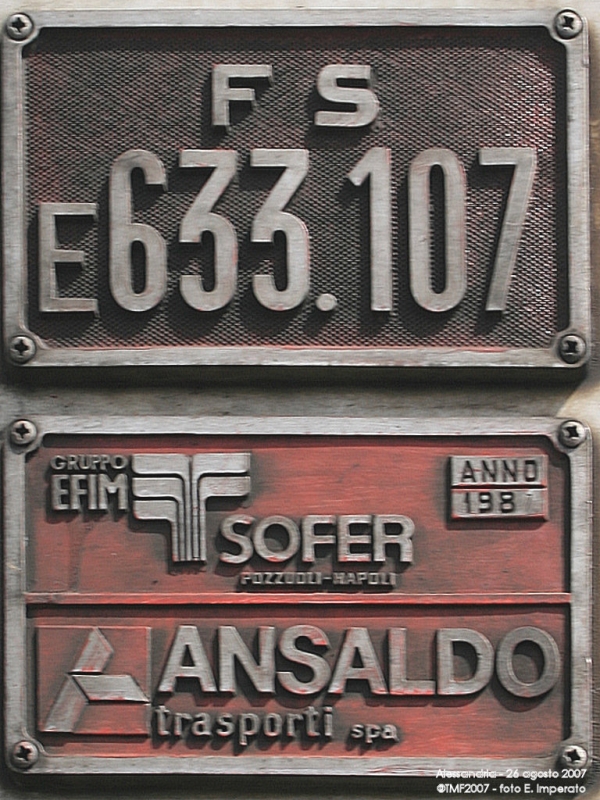 FS
E633.107
GRUPPO
EFIM
ANNO
1981
SOFER
POZZUOLI-NAPOLI
ANSALDO
trasporti spa
Alessandria - 26 agosto 2007
©TMF2007 - foto E. Imperato